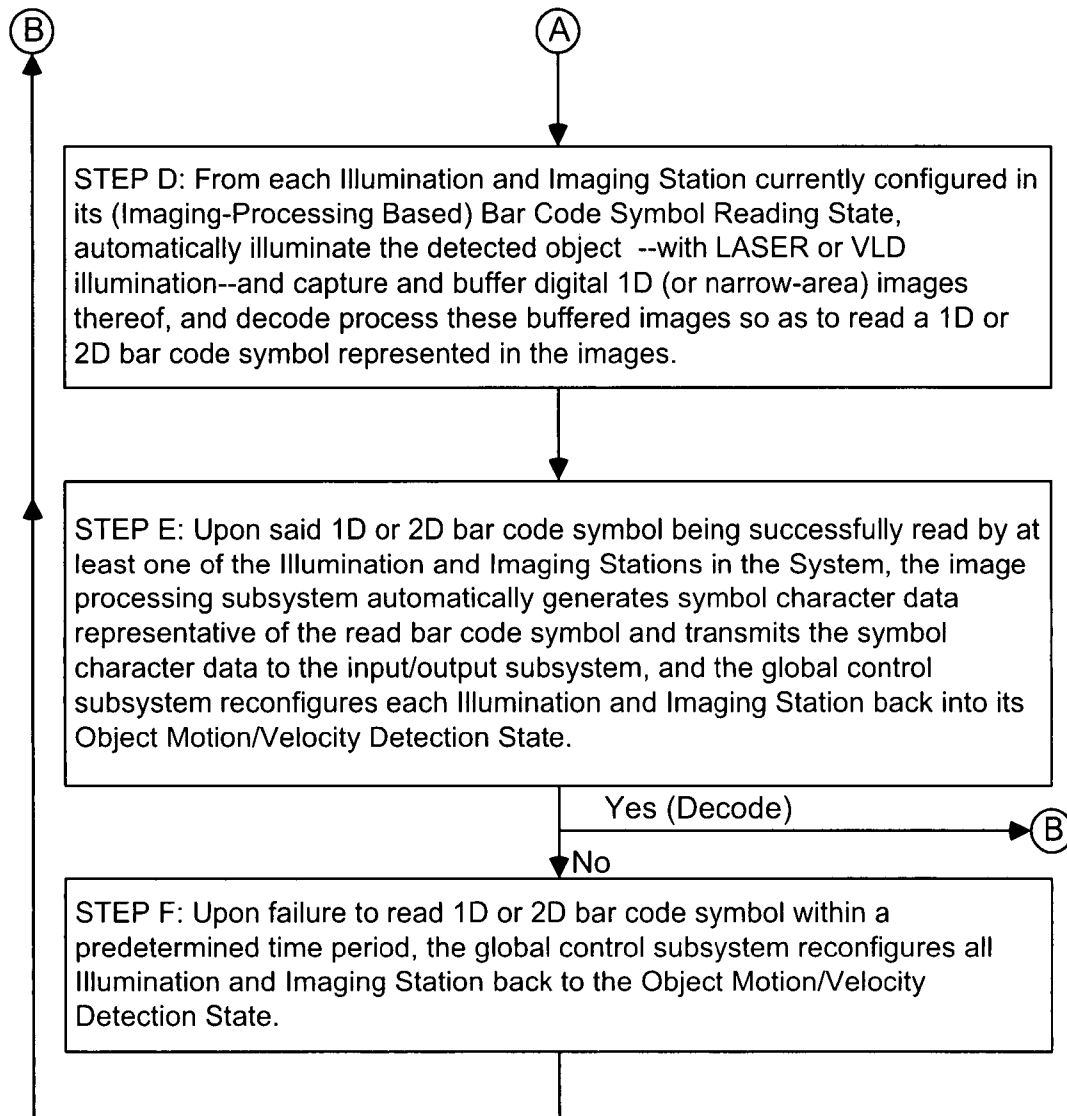 B
A
STEP D: From each Illumination and Imaging Station currently configured in
its (Imaging-Processing Based) Bar Code Symbol Reading State,
automatically illuminate the detected object --with LASER or VLD
illumination--and capture and buffer digital 1D (or narrow-area) images
thereof, and decode process these buffered images so as to read a 1D or
2D bar code symbol represented in the images.
STEP E: Upon said 1D or 2D bar code symbol being successfully read by at
least one of the Illumination and Imaging Stations in the System, the image
processing subsystem automatically generates symbol character data
representative of the read bar code symbol and transmits the symbol
character data to the input/output subsystem, and the global control
subsystem reconfigures each Illumination and Imaging Station back into its
Object Motion/Velocity Detection State.
Yes (Decode)
B
No
STEP F: Upon failure to read 1D or 2D bar code symbol within a
predetermined time period, the global control subsystem reconfigures all
Illumination and Imaging Station back to the Object Motion/Velocity
Detection State.